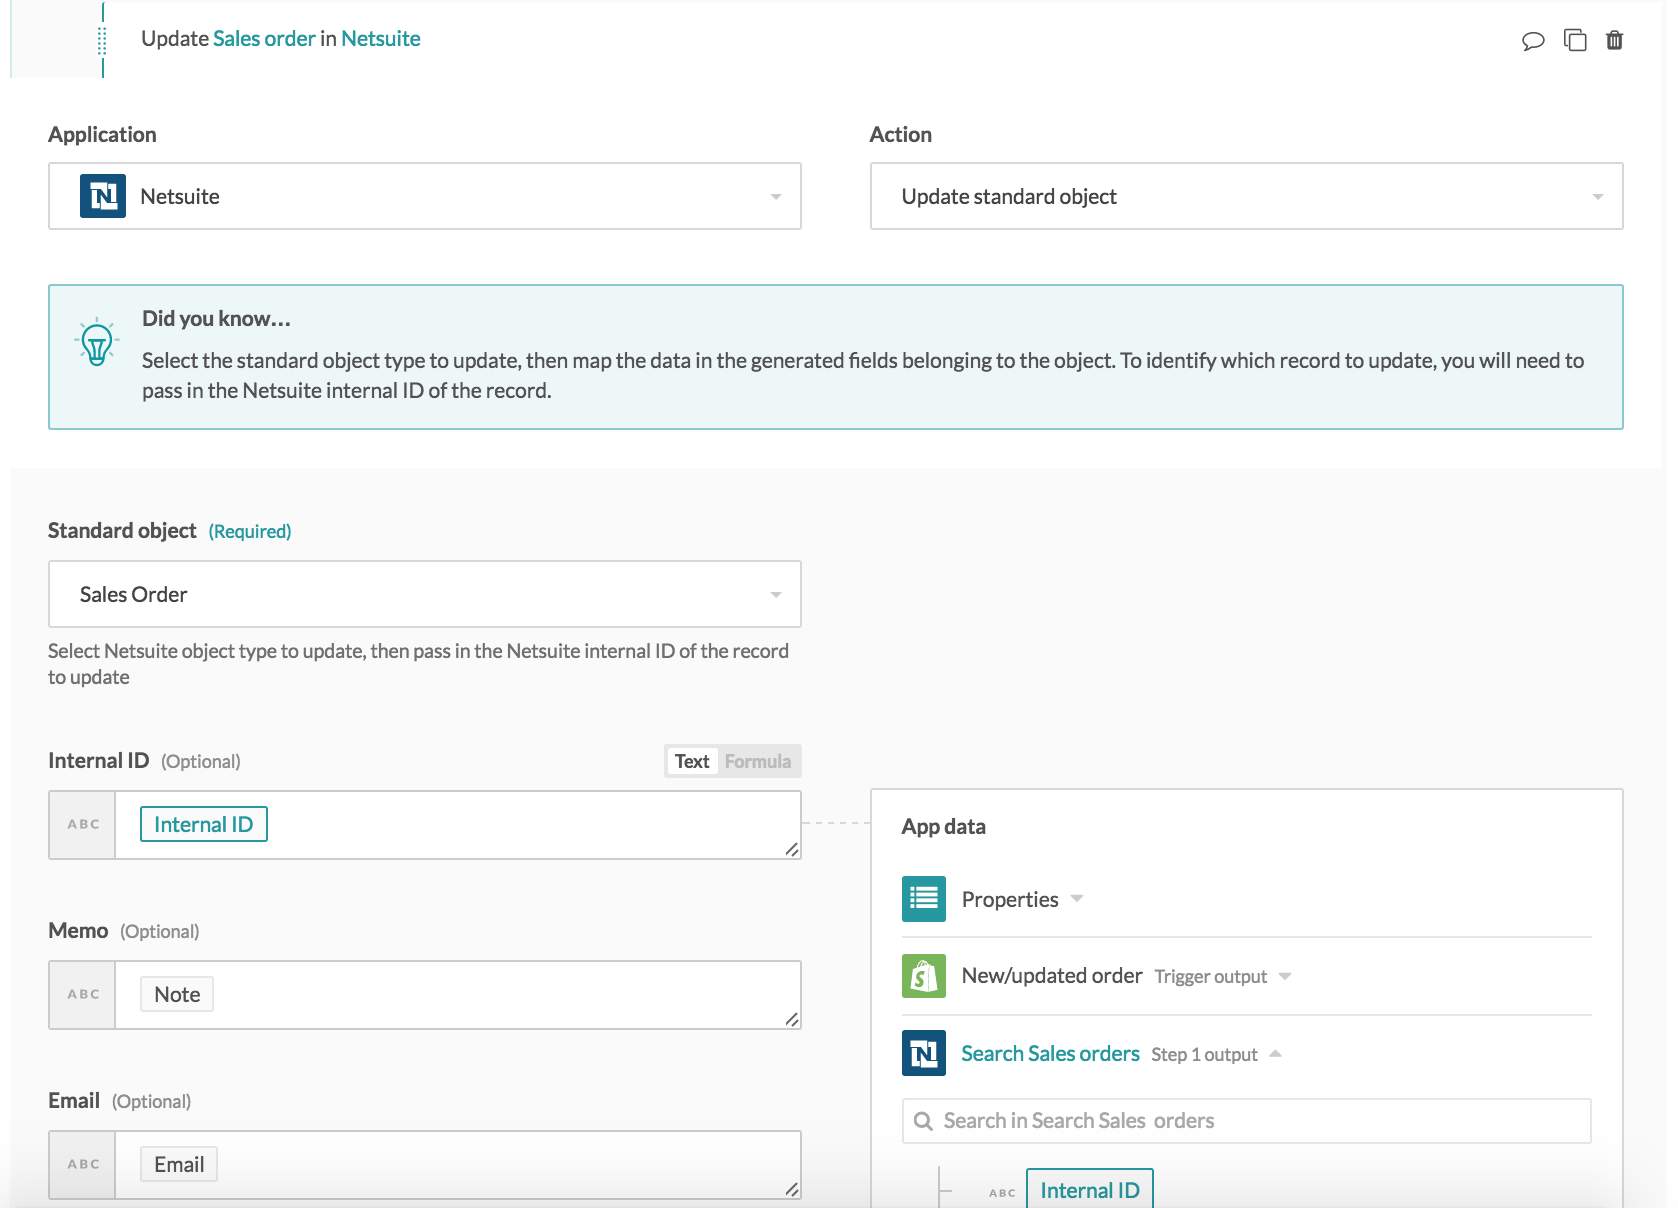 Update Sales order in Netsuite
Application
Action
Netsuite
Update standard object
Did you know...
Select the standard object type to update, then map the data in the generated fields belonging to the object. To identify which record to update, you will need to
pass in the Netsuite internal ID of the record.
Standard object (Required)
Sales Order
Select Netsuite object type to update, then pass in the Netsuite internal ID of the record
to update
Internal ID (Optional)
Text Formula
ABC Internal ID
Memo (Optional)
ABC Note
Email (Optional)
ABC Email
App data
Properties
New/updated order Trigger output
Search Sales orders Step 1 output
Search in Search Sales orders
ABC Internal ID